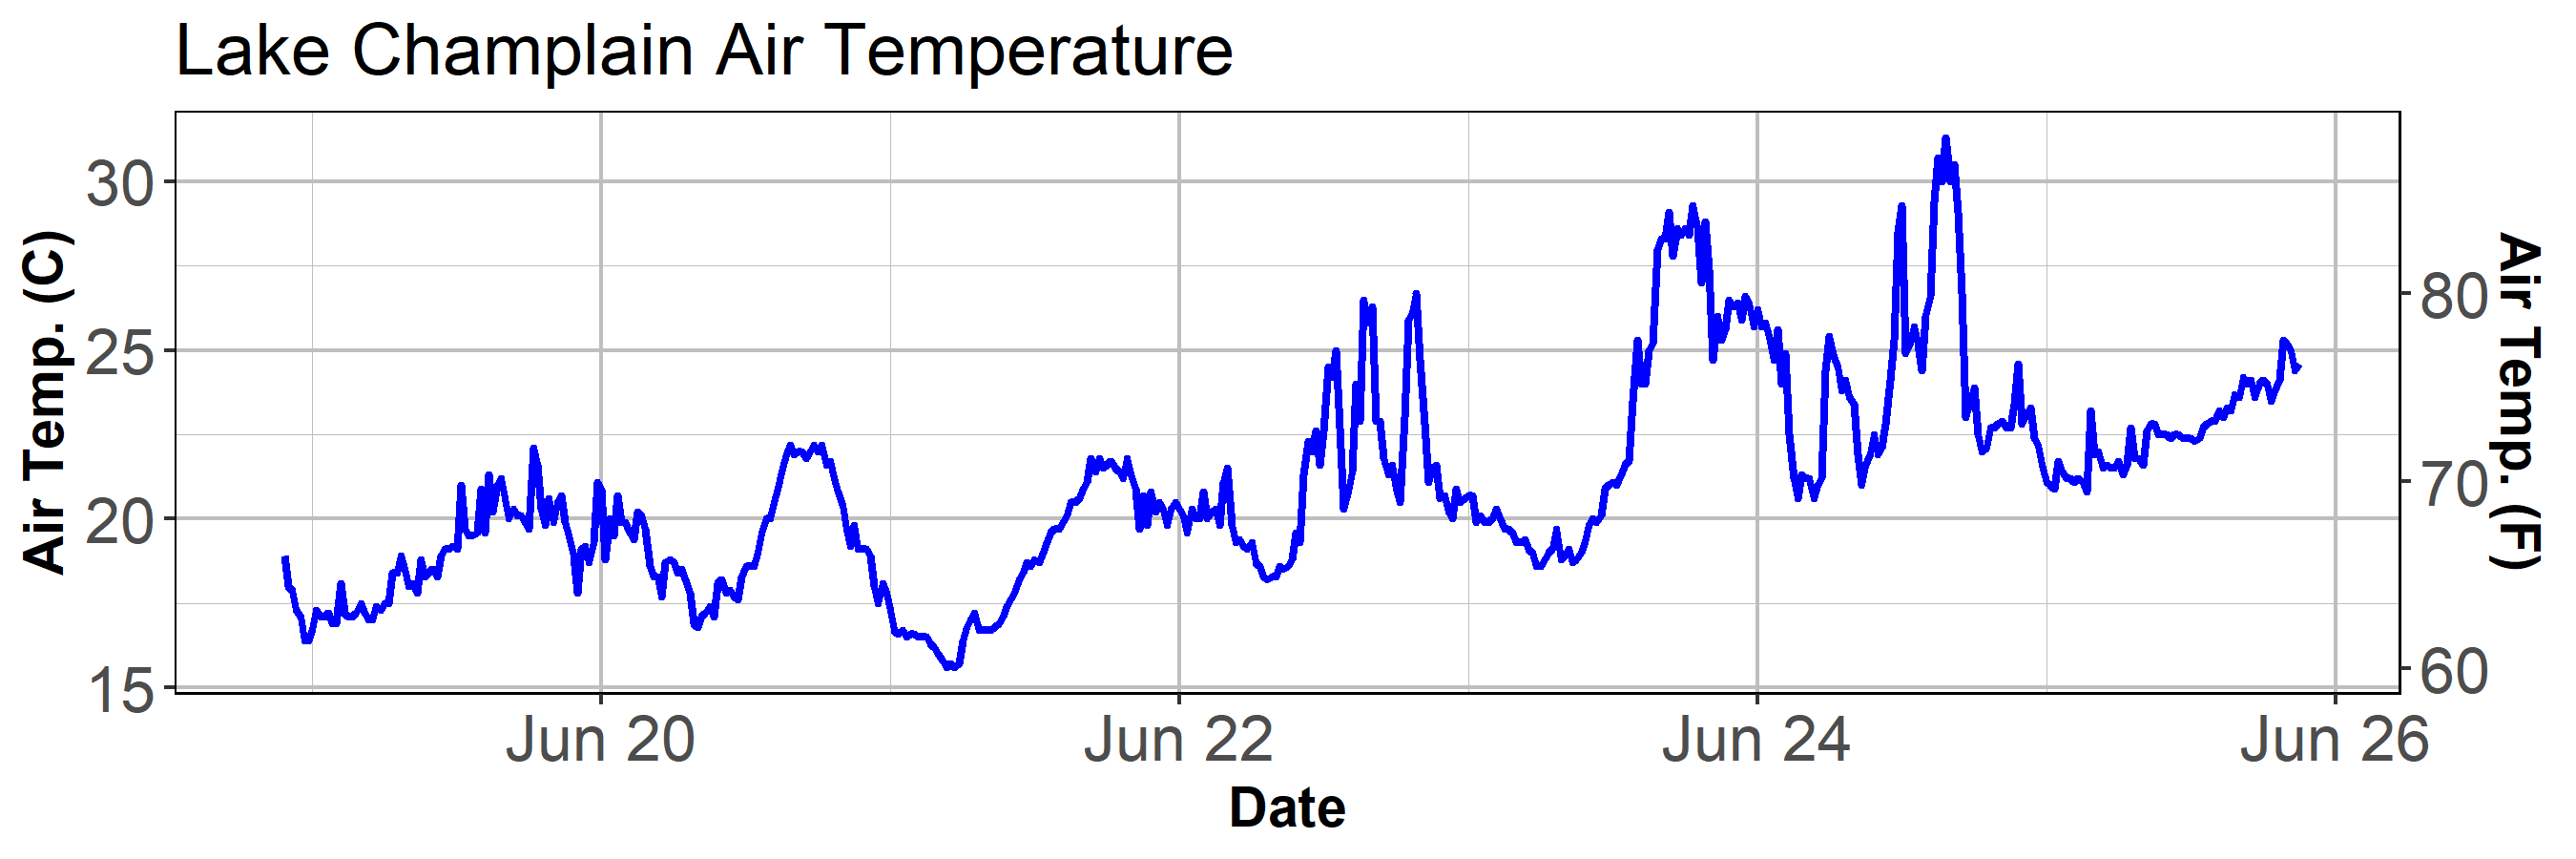 Lake Champlain Air Temperature
Air Temp. (C)
30
25
20
15
Air Temp. (F)
80
70
60
Jun 20
Jun 22
Jun 24
Jun 26
Date